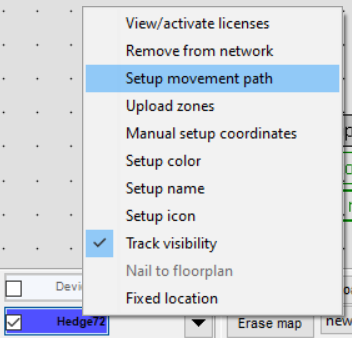 View/activate licenses
Remove from network
Setup movement path
Upload zones
Manual setup coordinates
Setup color
Setup name
Setup icon
Track visibility
Nail to floorplan
Fixed location
Devi
Hedge72
Erase map
new